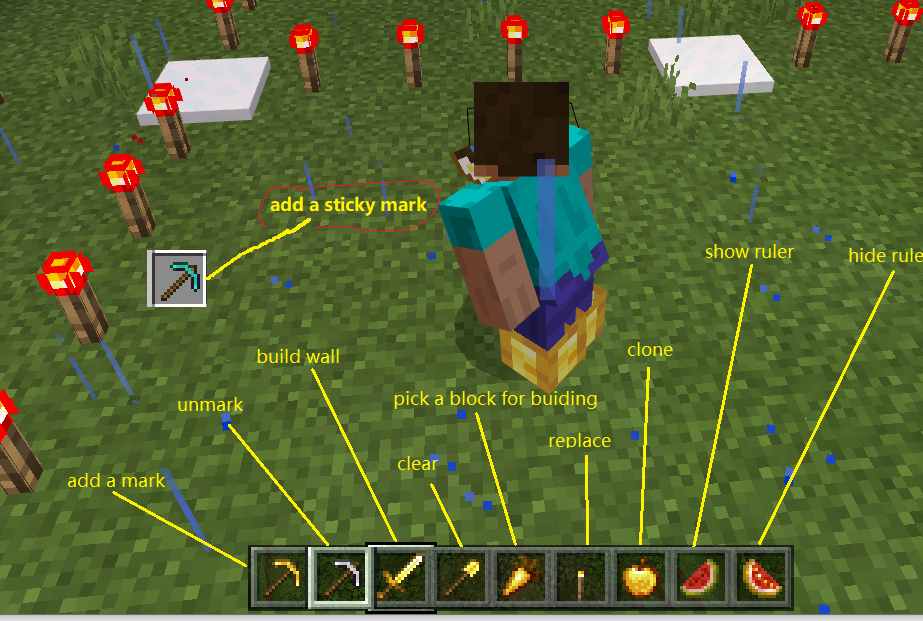 add a sticky mark
show ruler
hide rule
build wall
clone
pick a block for buiding
unmark
replace
clear
add a mark